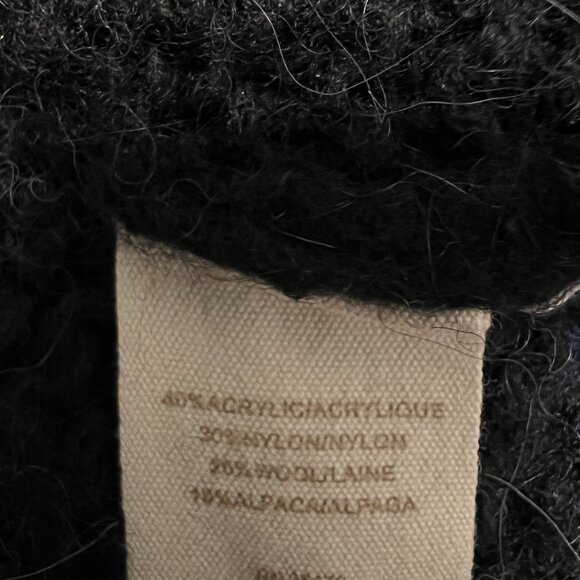 40%ACRYLIC/ACRYLIQUE
30%NYLON/NYLON
20%WOOL/LAINE
10%ALPACA/ALPAGA